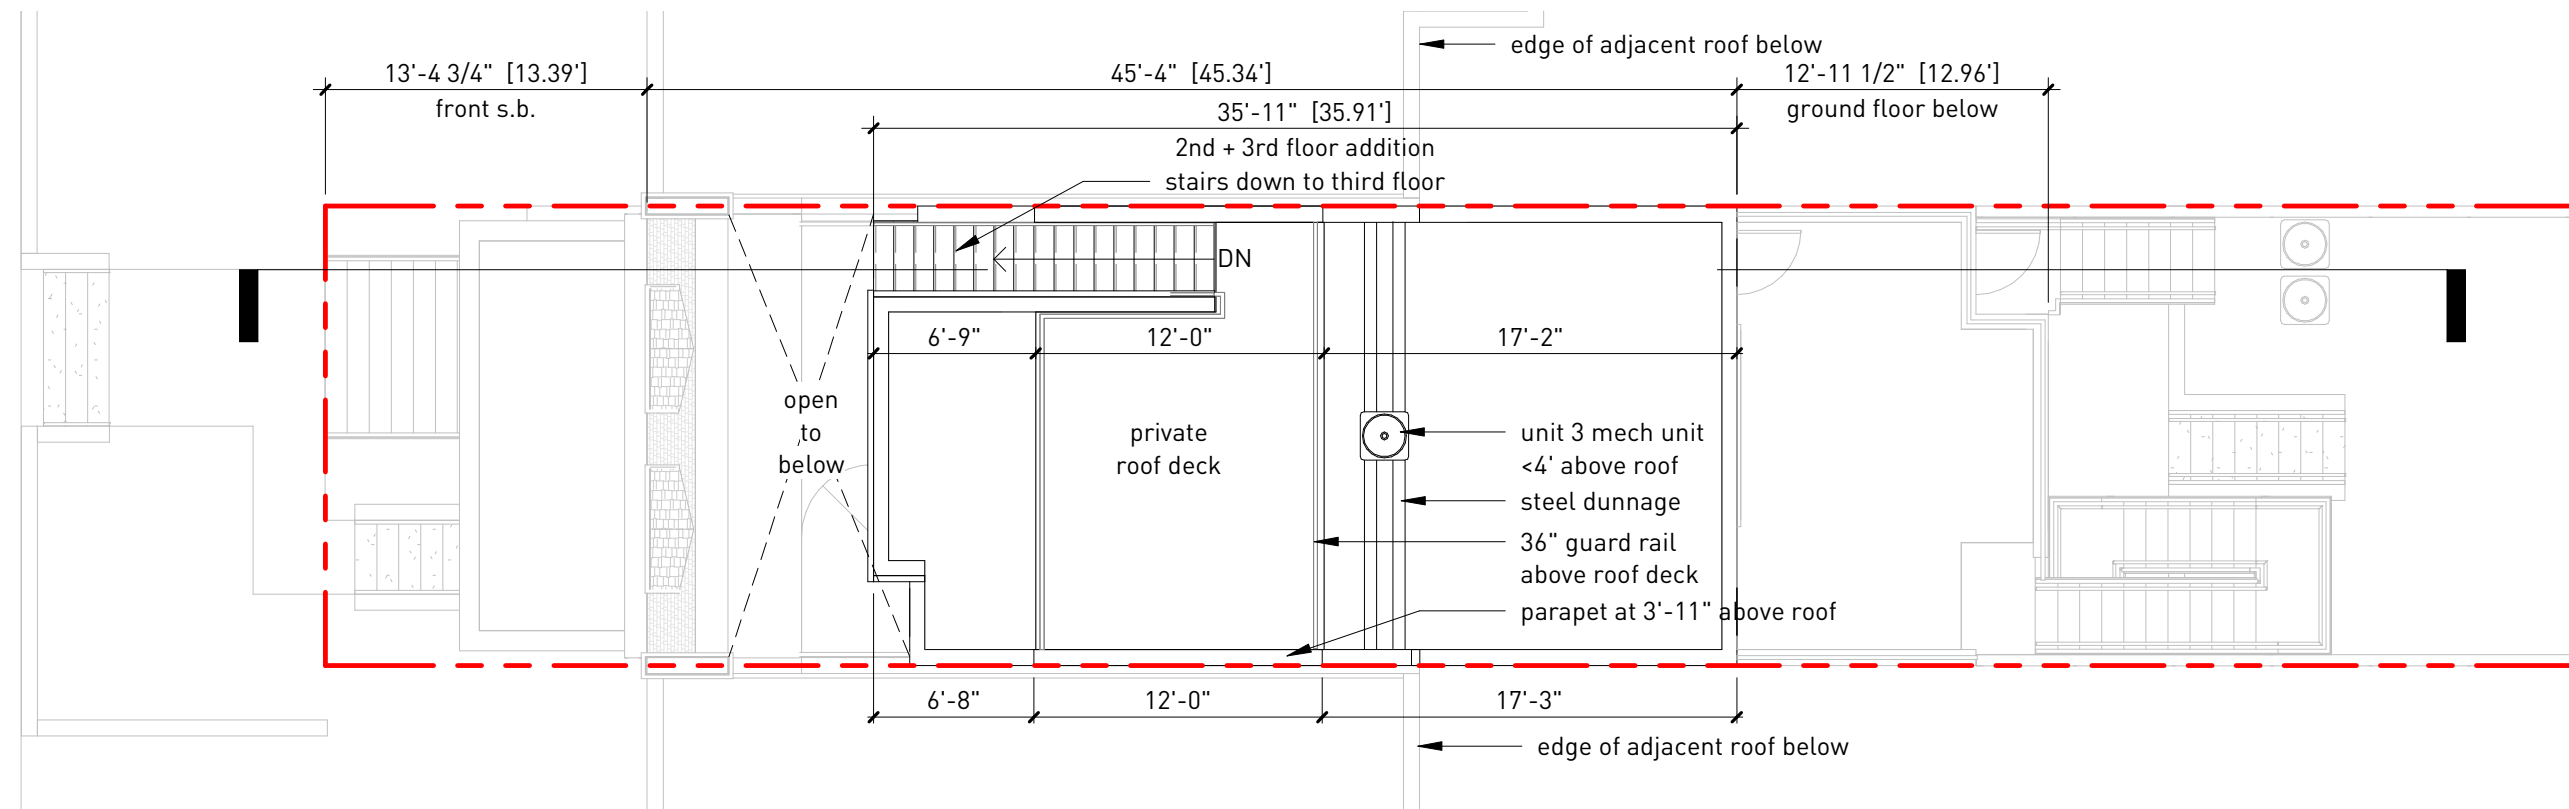 edge of adjacent roof below
13'-4 3/4" [13.39']
45'-4" [45.34']
12'-11 1/2" [12.96']
front s.b.
35'-11" [35.91']
ground floor below
2nd + 3rd floor addition
stairs down to third floor
DN
6'-9"
12'-0"
17'-2"
open
to
below
private
roof deck
unit 3 mech unit
<4' above roof
steel dunnage
36" guard rail
above roof deck
parapet at 3'-11" above roof
6'-8"
12'-0"
17'-3"
edge of adjacent roof below